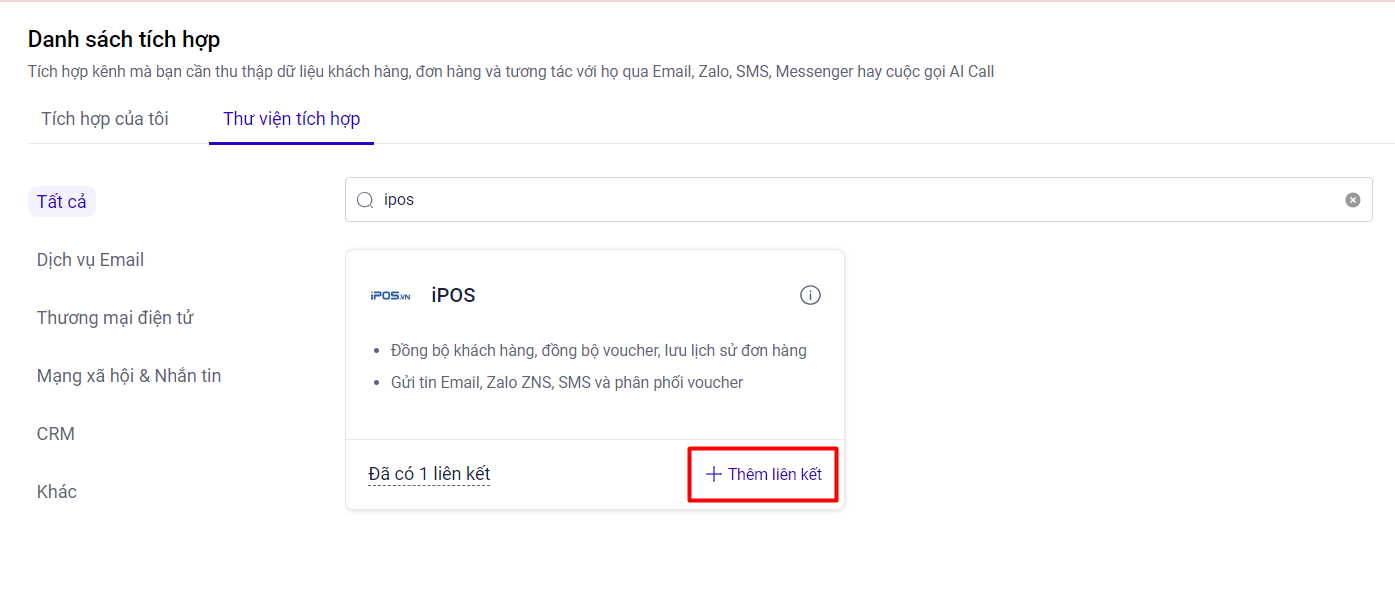 Danh sách tích hợp
Tích hợp kênh mà bạn cần thu thập dữ liệu khách hàng, đơn hàng và tương tác với họ qua Email, Zalo, SMS, Messenger hay cuộc gọi AI Call
Tích hợp của tôi
Thư viện tích hợp
Tất cả
ipos
Dịch vụ Email
Thương mại điện tử
Mạng xã hội & Nhắn tin
CRM
Khác
iPOS.VN iPOS
Đồng bộ khách hàng, đồng bộ voucher, lưu lịch sử đơn hàng
Gửi tin Email, Zalo ZNS, SMS và phân phối voucher
Đã có 1 liên kết
Thêm liên kết